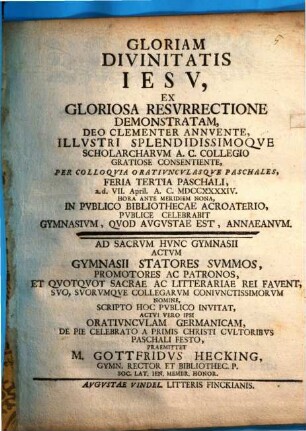 GLORIAM
DIVINITATIS
IESV,
EX
GLORIOSA RESVRRECTIONE
DEMONSTRATAM,
DEO CLEMENTER ANNVENTE,
ILLVSTRI SPLENDIDISSIMOQVE
SCHOLARCHARVM A. C. COLLEGIO
GRATIOSE CONSENTIENTE,
PER COLLOQVIA ORATIVNCVLASQVE PASCHALES,
FERIA TERTIA PASCHALI,
a.d. VII. April. A. C. MDCCXXXXIV.
HORA ANTE MERIDIEM NONA,
IN PVBLICO BIBLIOTHECAE ACROATERIO,
PVBLICE CELEBRABIT
GYMNASIVM, QVOD AVGVSTAE EST, ANNAEANVM.
AD SACRVM HVNC GYMNASII
ACTVM
GYMNASII STATORES SVMMOS,
PROMOTORES AC PATRONOS,
ET QVOTQVOT SACRAE AC LITTERARIAE REI FAVENT,
SVO, SVORVMQVE COLLEGARVM CONIVNCTISSIMORVM
NOMINE,
SCRIPTO HOC PVBLICO INVITAT,
ACTVI VERO IPSI
ORATIVNCVLAM GERMANICAM,
DE PIE CELEBRATO A PRIMIS CHRISTI CVLTORIBVS
PASCHALI FESTO,
PRAEMITTET
M. GOTTFRIDVS HECKING,
GYMN. RECTOR ET BIBLIOTHEC. P.
SOC. LAT. IEN. MEMBR. HONOR.
AVGVSTAE VINDEL. LITTERIS FINCKIANIS.